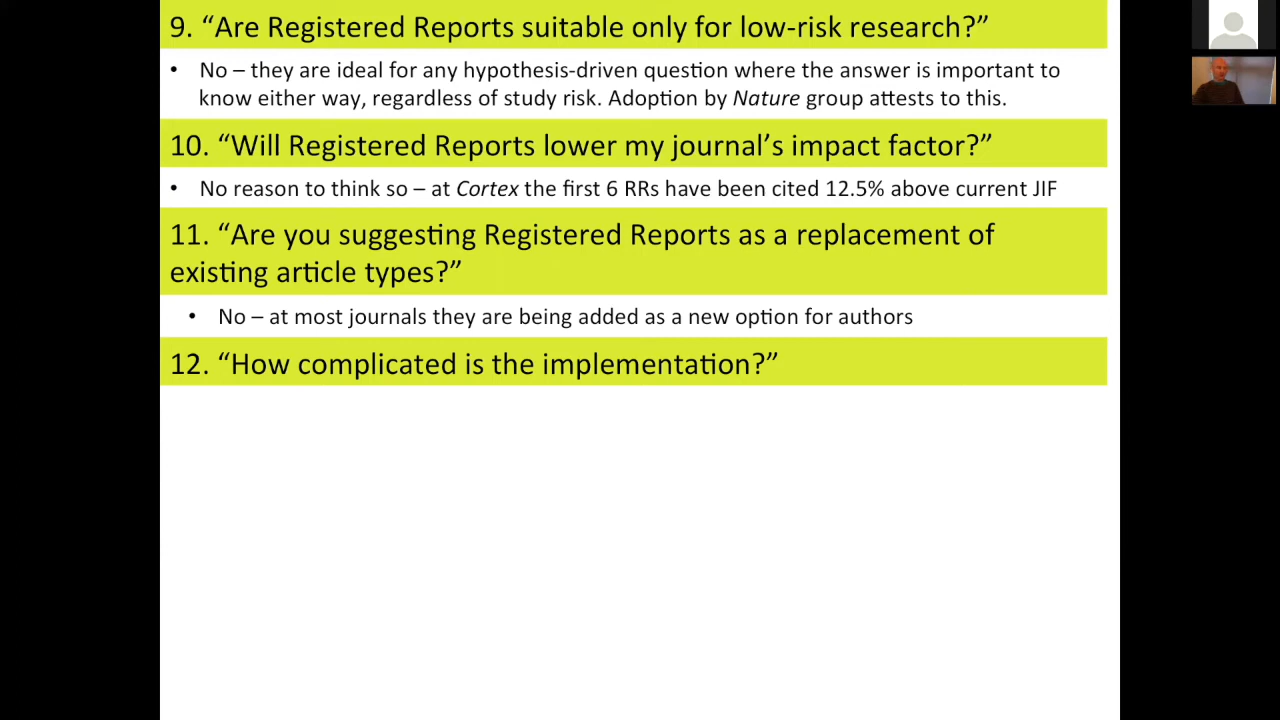 9. “Are Registered Reports suitable only for low-risk research?”
• No – they are ideal for any hypothesis-driven question where the answer is important to
know either way, regardless of study risk. Adoption by Nature group attests to this.
10. “Will Registered Reports lower my journal’s impact factor?”
• No reason to think so – at Cortex the first 6 RRs have been cited 12.5% above current JIF
11. “Are you suggesting Registered Reports as a replacement of
existing article types?”
• No – at most journals they are being added as a new option for authors
12. “How complicated is the implementation?”